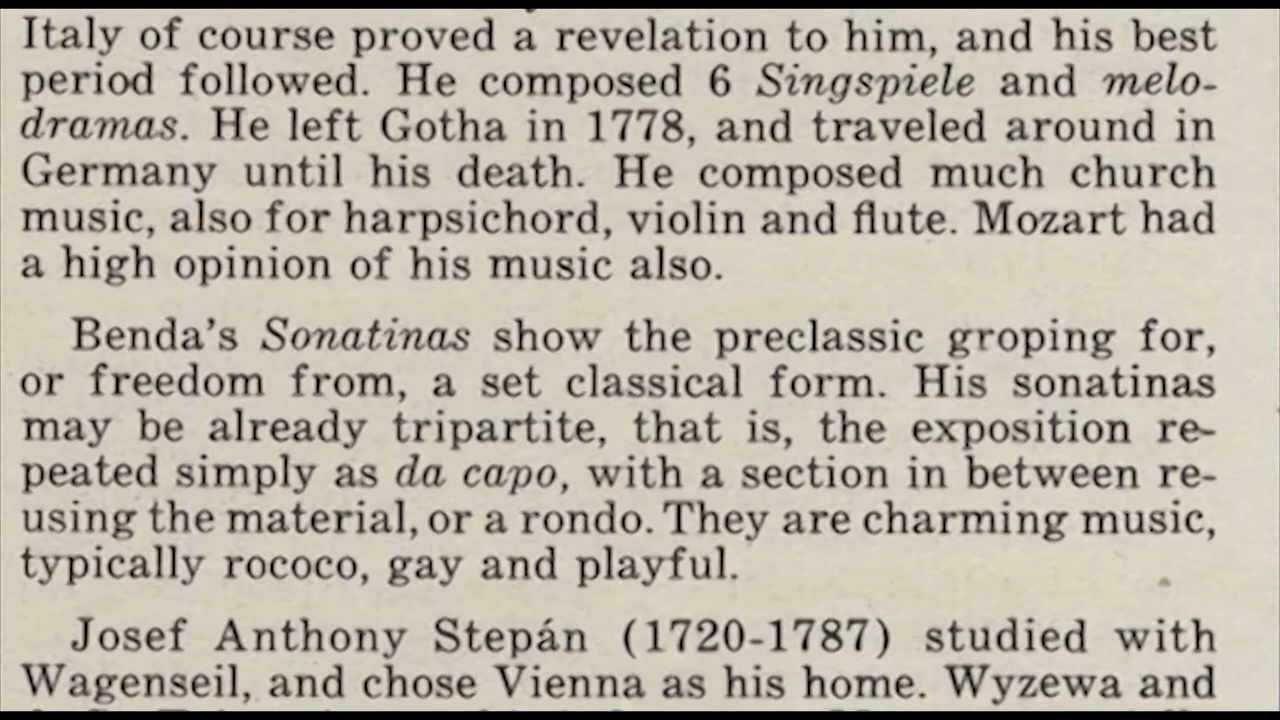 Italy of course proved a revelation to him, and his best
period followed. He composed 6 Singspiele and melo-
dramas. He left Gotha in 1778, and traveled around in
Germany until his death. He composed much church
music, also for harpsichord, violin and flute. Mozart had
a high opinion of his music also.
Benda's Sonatinas show the preclassic groping for,
or freedom from, a set classical form. His sonatinas
may be already tripartite, that is, the exposition re-
peated simply as da capo, with a section in between re-
using the material, or a rondo. They are charming music,
typically rococo, gay and playful.
Josef Anthony Stepán (1720-1787) studied with
Wagenseil, and chose Vienna as his home. Wyzewa and